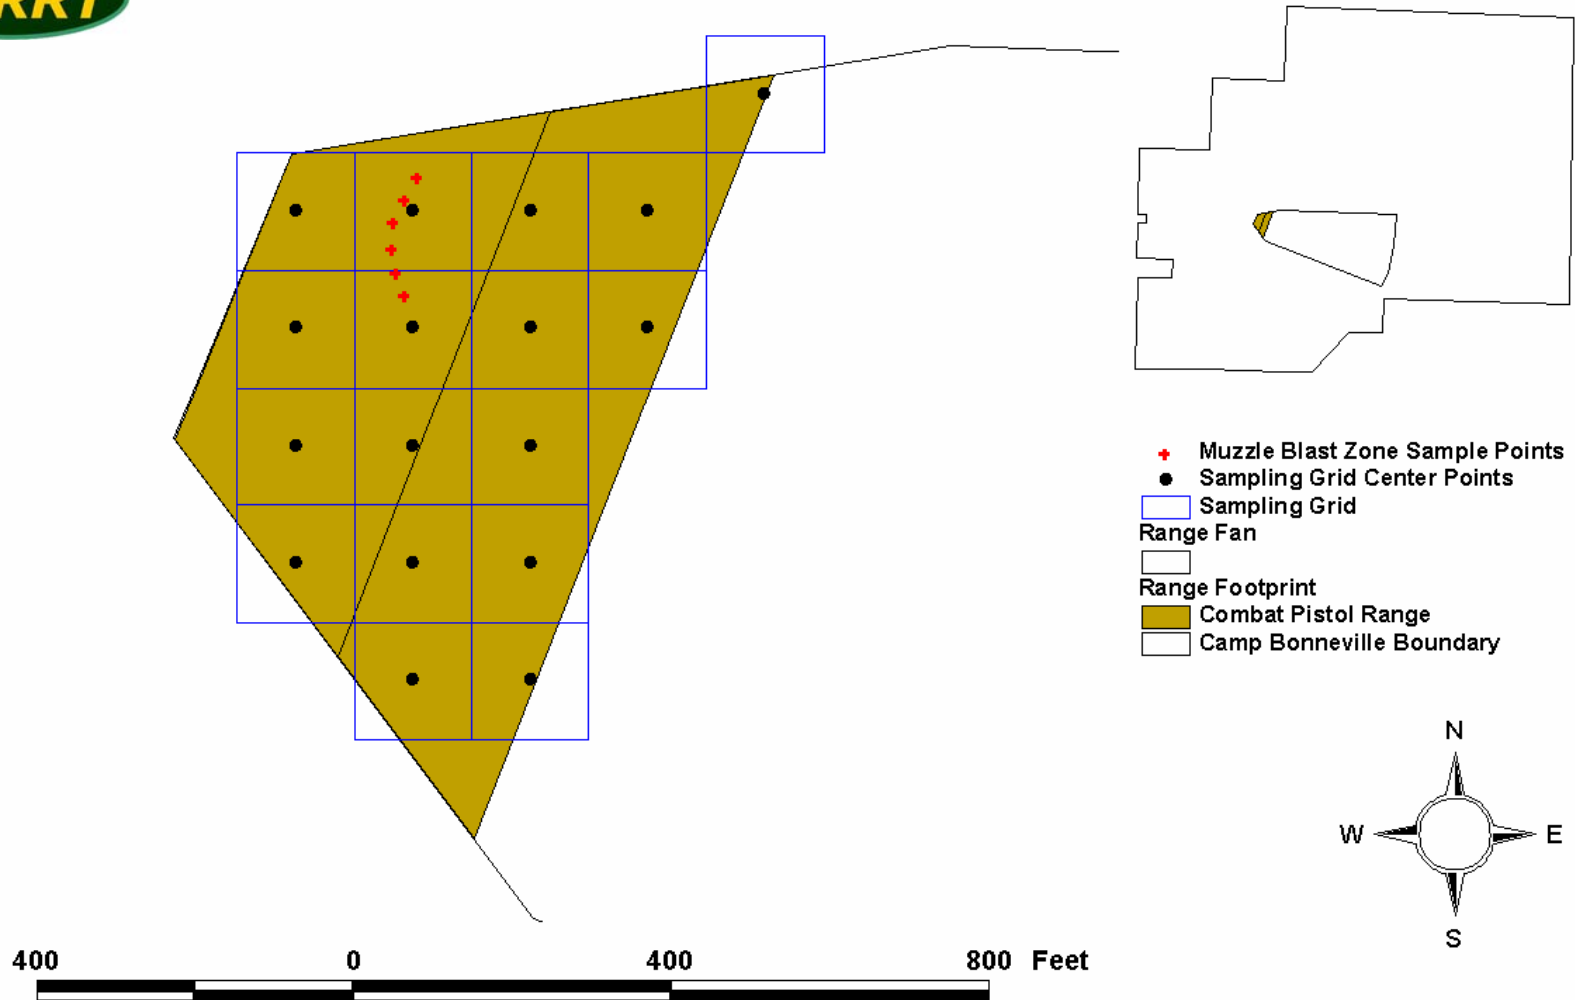 Muzzle Blast Zone Sample Points
Sampling Grid Center Points
Sampling Grid
Range Fan
Range Footprint
Combat Pistol Range
Camp Bonneville Boundary
N
W E
S
400 0 400 800 Feet